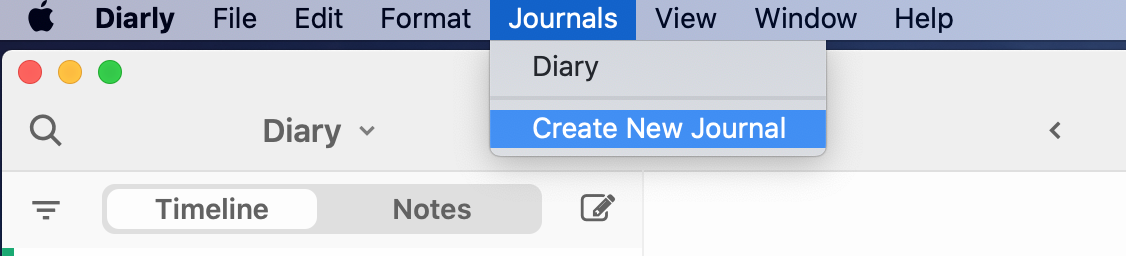 Diarly File Edit Format Journals View Window Help
Diary
Create New Journal
Diary
Timeline Notes